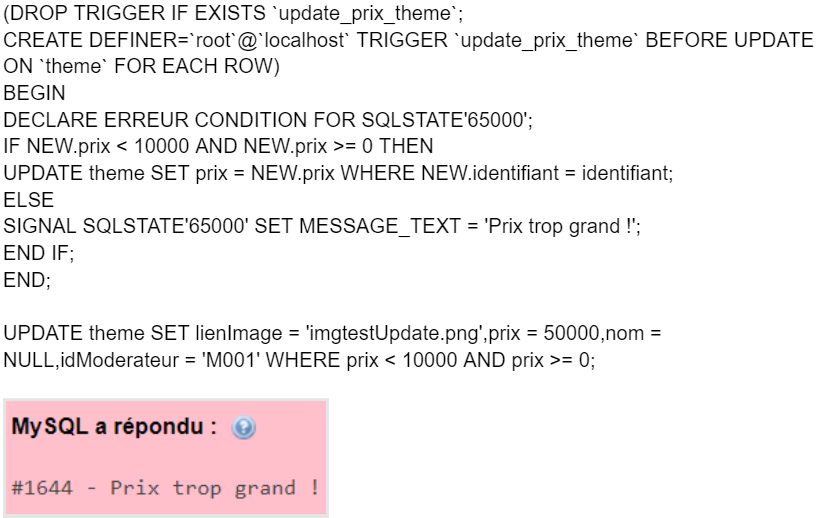 (DROP TRIGGER IF EXISTS `update_prix_theme`;
CREATE DEFINER=`root`@`localhost` TRIGGER `update_prix_theme` BEFORE UPDATE
ON `theme` FOR EACH ROW)
BEGIN
DECLARE ERREUR CONDITION FOR SQLSTATE'65000';
IF NEW.prix < 10000 AND NEW.prix >= 0 THEN
UPDATE theme SET prix = NEW.prix WHERE NEW.identifiant = identifiant;
ELSE
SIGNAL SQLSTATE'65000' SET MESSAGE_TEXT = 'Prix trop grand !';
END IF;
END;
UPDATE theme SET lienImage = 'imgtestUpdate.png',prix = 50000,nom =
NULL,idModerateur = 'M001' WHERE prix < 10000 AND prix >= 0;
MySQL a répondu :
#1644 - Prix trop grand !